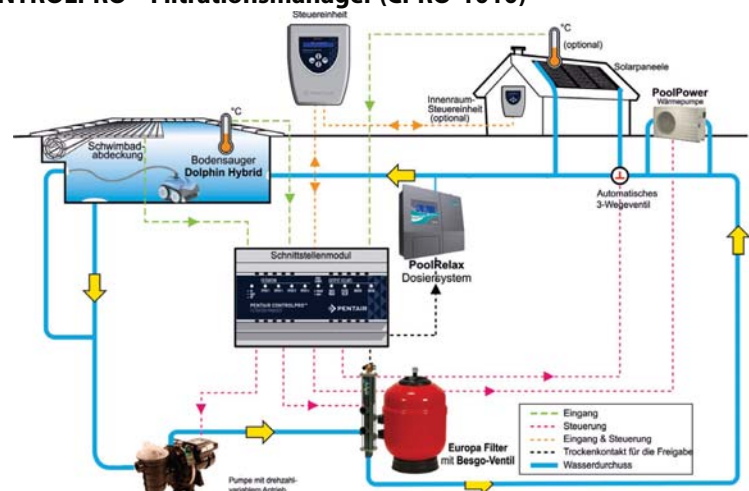 CONTROLPRO - Filtrationsmanager (CPRO-1010)
Steuereinheit
°C
(optional)
Solarpaneele
PoolPower
Wärmepumpe
Innenraum-
Steuereinheit
(optional)
°C
Schwimbad-
abdeckung
Bodensauger
Dolphin Hybrid
Automatisches
3-Wegeventil
Schnittstellenmodul
PoolRelax
Dosiersystem
PENTAIR CONTROLPRO™
PENTAIR
Europa Filter
mit Besgo-Ventil
Eingang
Steuerung
Eingang & Steuerung
Trockenkontakt für die Freigabe
Wasserdurchuss
Pumpe mit drehzahl-
variablem Antrieb